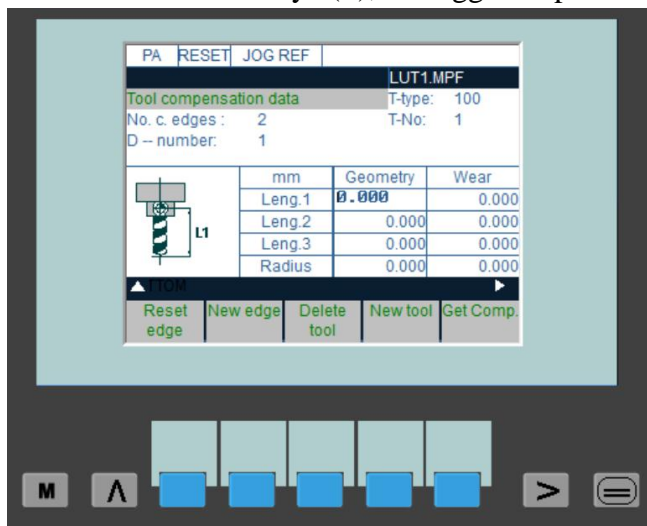 PA RESET JOG REF
LUT1.MPF
Tool compensation data T-type: 100
No. c. edges : 2 T-No: 1
D -- number: 1
mm Geometry Wear
Leng.1 0.000 0.000
Leng.2 0.000 0.000
Leng.3 0.000 0.000
Radius 0.000 0.000
L1
Reset edge New edge Delete tool New tool Get Comp.
M Λ >